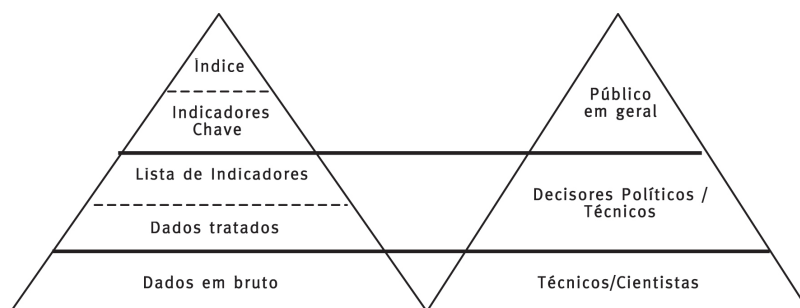 Índice
Indicadores
Chave
Lista de Indicadores
Dados tratados
Dados em bruto
Público
em geral
Decisores Políticos /
Técnicos
Técnicos/Cientistas